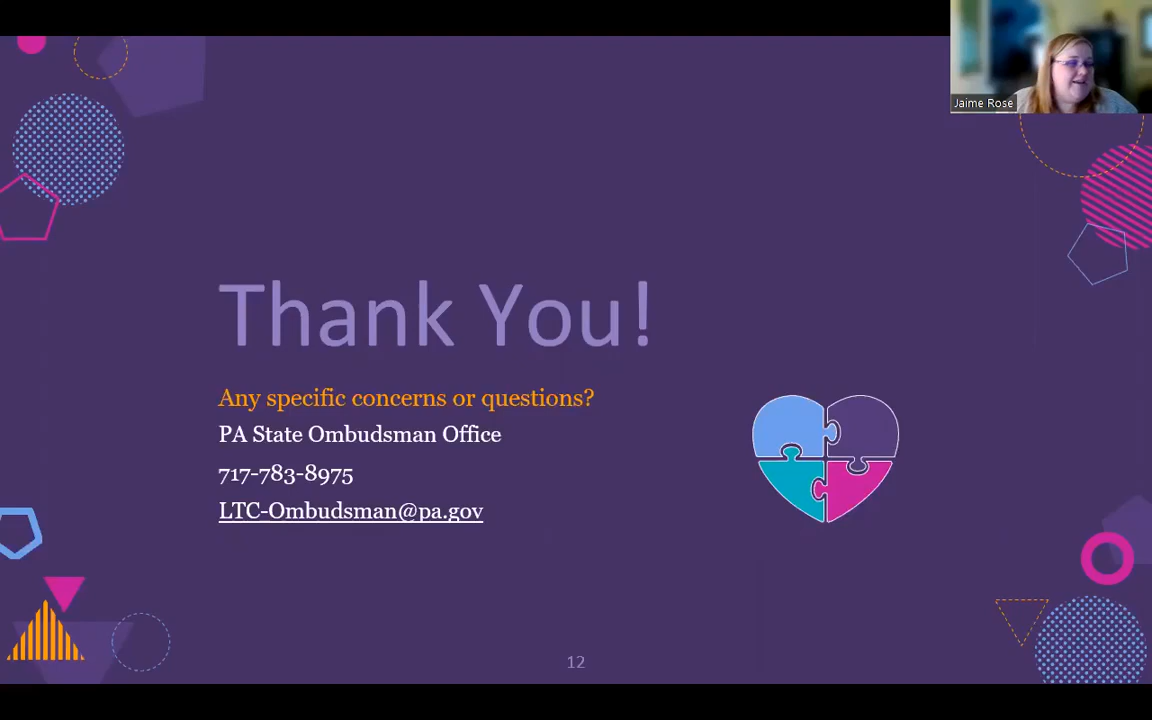 Jaime Rose
Thank You!
Any specific concerns or questions?
PA State Ombudsman Office
717-783-8975
LTC-Ombudsman@pa.gov
12